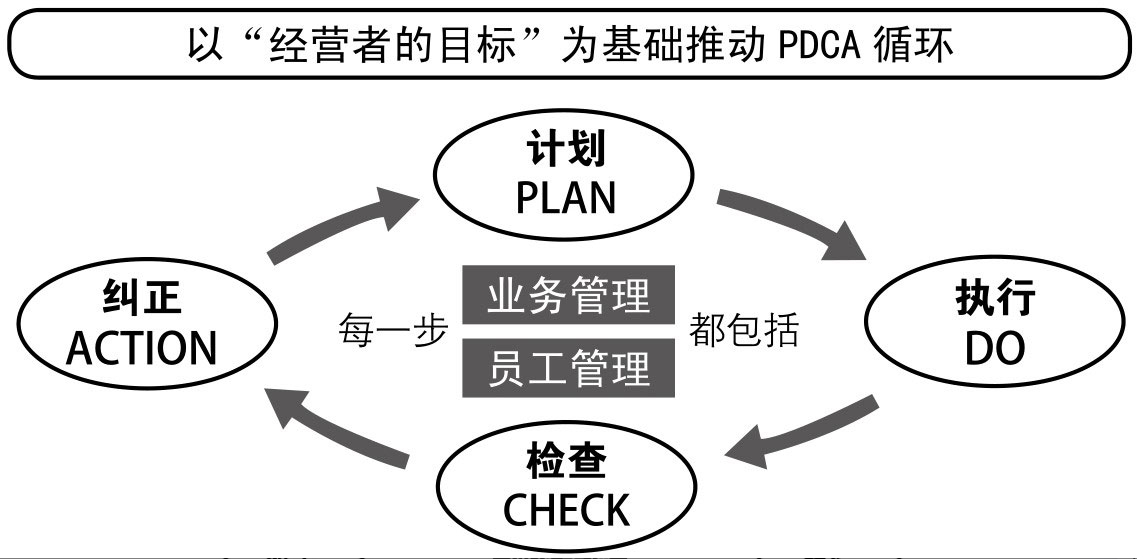 以“经营者的目标”为基础推动 PDCA 循环
计划
PLAN
纠正
ACTION
每一步
业务管理
员工管理
都包括
执行
DO
检查
CHECK